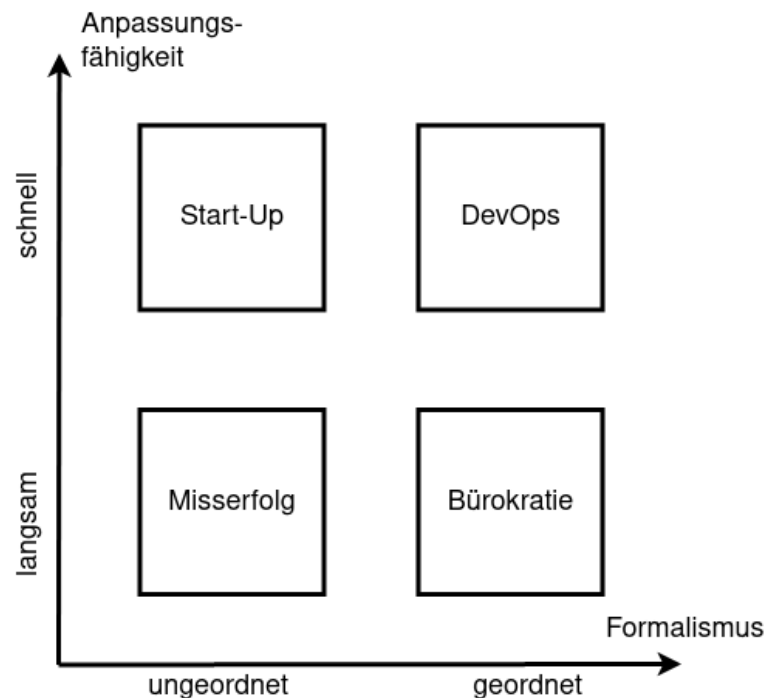 Anpassungs-
fähigkeit
schnell
Start-Up
DevOps
langsam
Misserfolg
Bürokratie
Formalismus
ungeordnet
geordnet